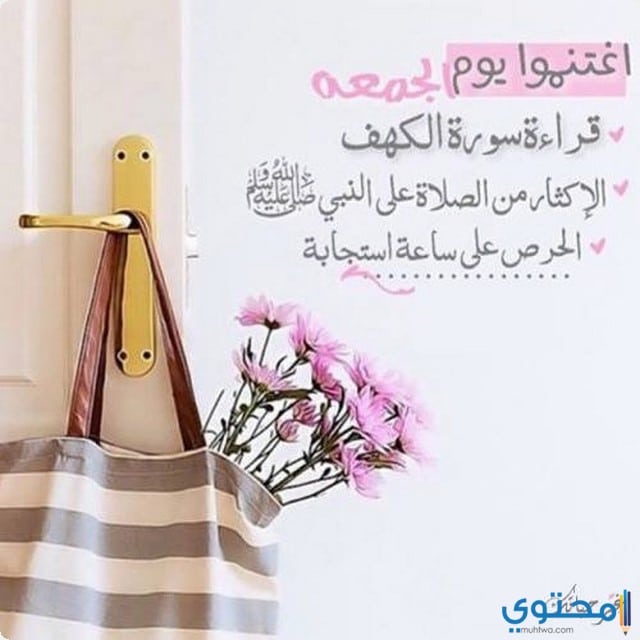 اغتنموا يوم الجمعه
قراءة سورة الكهف
الإكثار من الصلاة على النبي ﷺ
الحرص على ساعة استجابة
محتوي
muhtwa.com